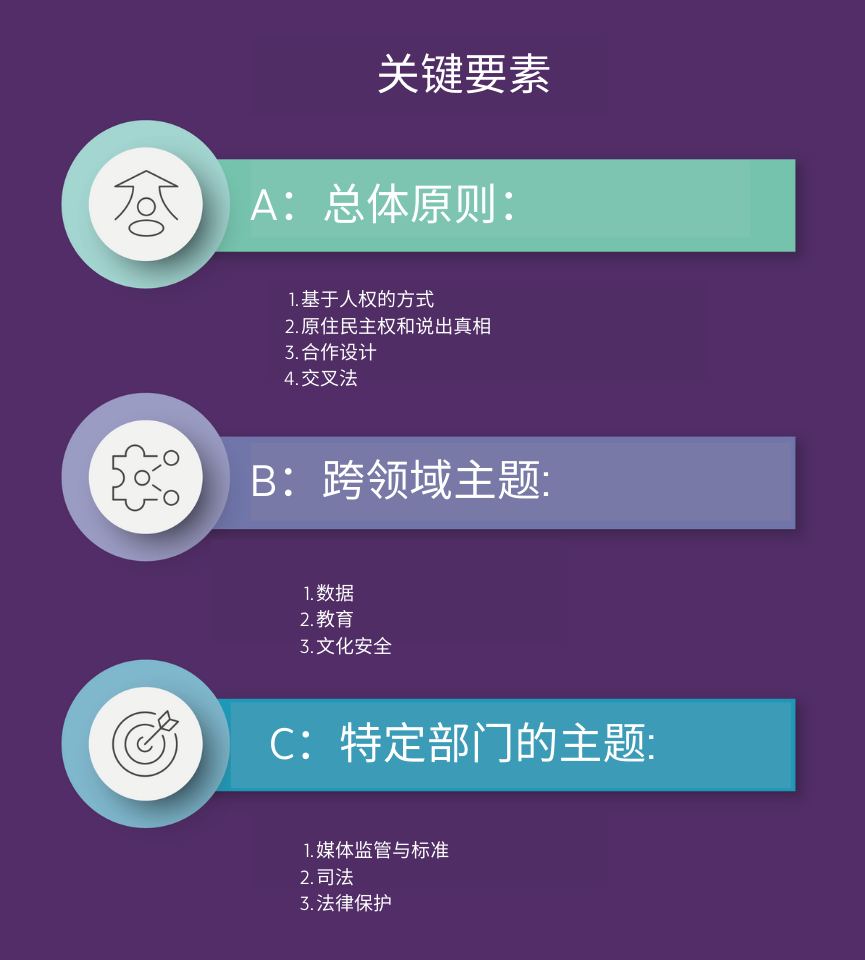 关键要素
A：总体原则：
1.基于人权的方式
2.原住民主权和说出真相
3.合作设计
4.交叉法
B：跨领域主题:
1.数据
2.教育
3.文化安全
C：特定部门的主题:
1.媒体监管与标准
2.司法
3.法律保护